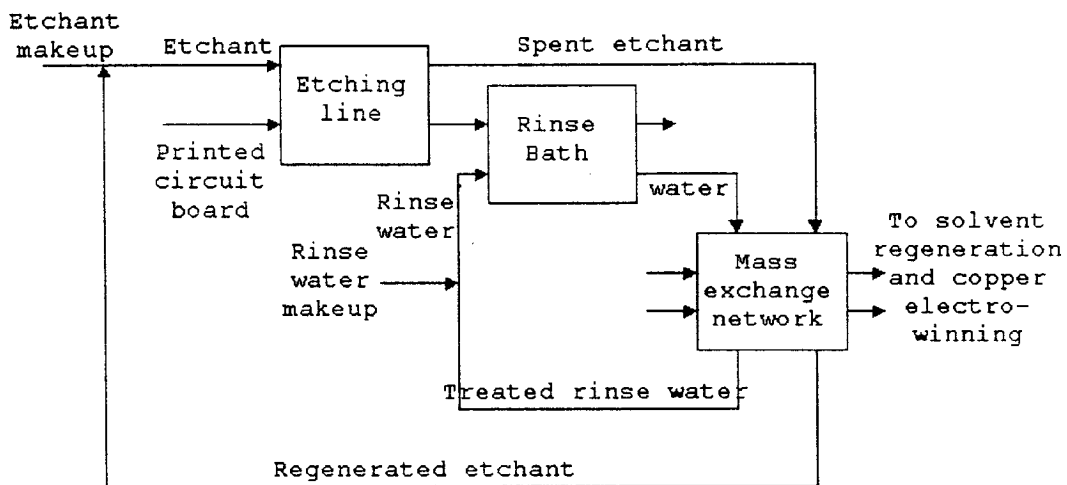 Etchant
makeup
Etchant
Spent etchant
Etching
line
Rinse
Bath
Printed
circuit
board
water
Rinse
water
Rinse
water
makeup
Mass
exchange
network
To solvent
regeneration
and copper
electro-
winning
Treated rinse water
Regenerated etchant